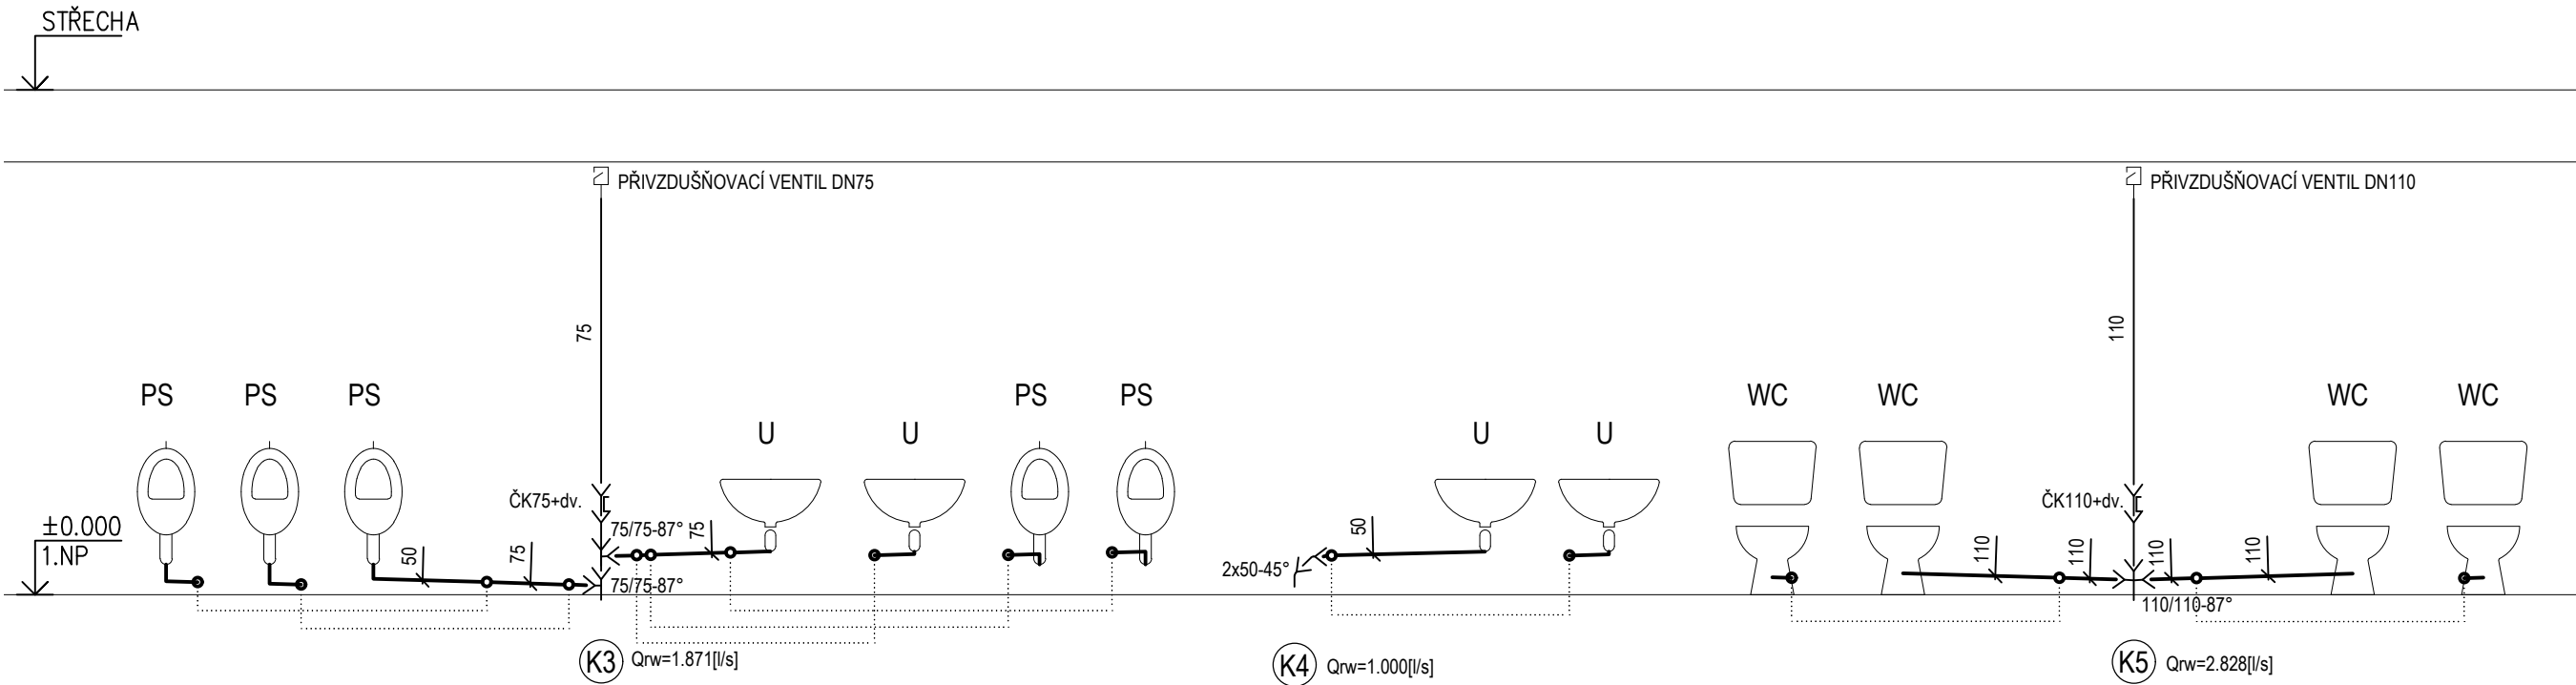 STŘECHA
PŘIVZDUŠŇOVACÍ VENTIL DN75
PŘIVZDUŠŇOVACÍ VENTIL DN110
75
110
PS
PS
PS
PS
PS
WC
WC
WC
WC
U
U
U
U
ČK75+dv.
ČK110+dv.
±0.000
1.NP
50
75
75/75-87°
75
75/75-87°
2x50-45°
50
110
110
110
110
110/110-87°
K3 Qrw=1.871[l/s]
K4 Qrw=1.000[l/s]
K5 Qrw=2.828[l/s]